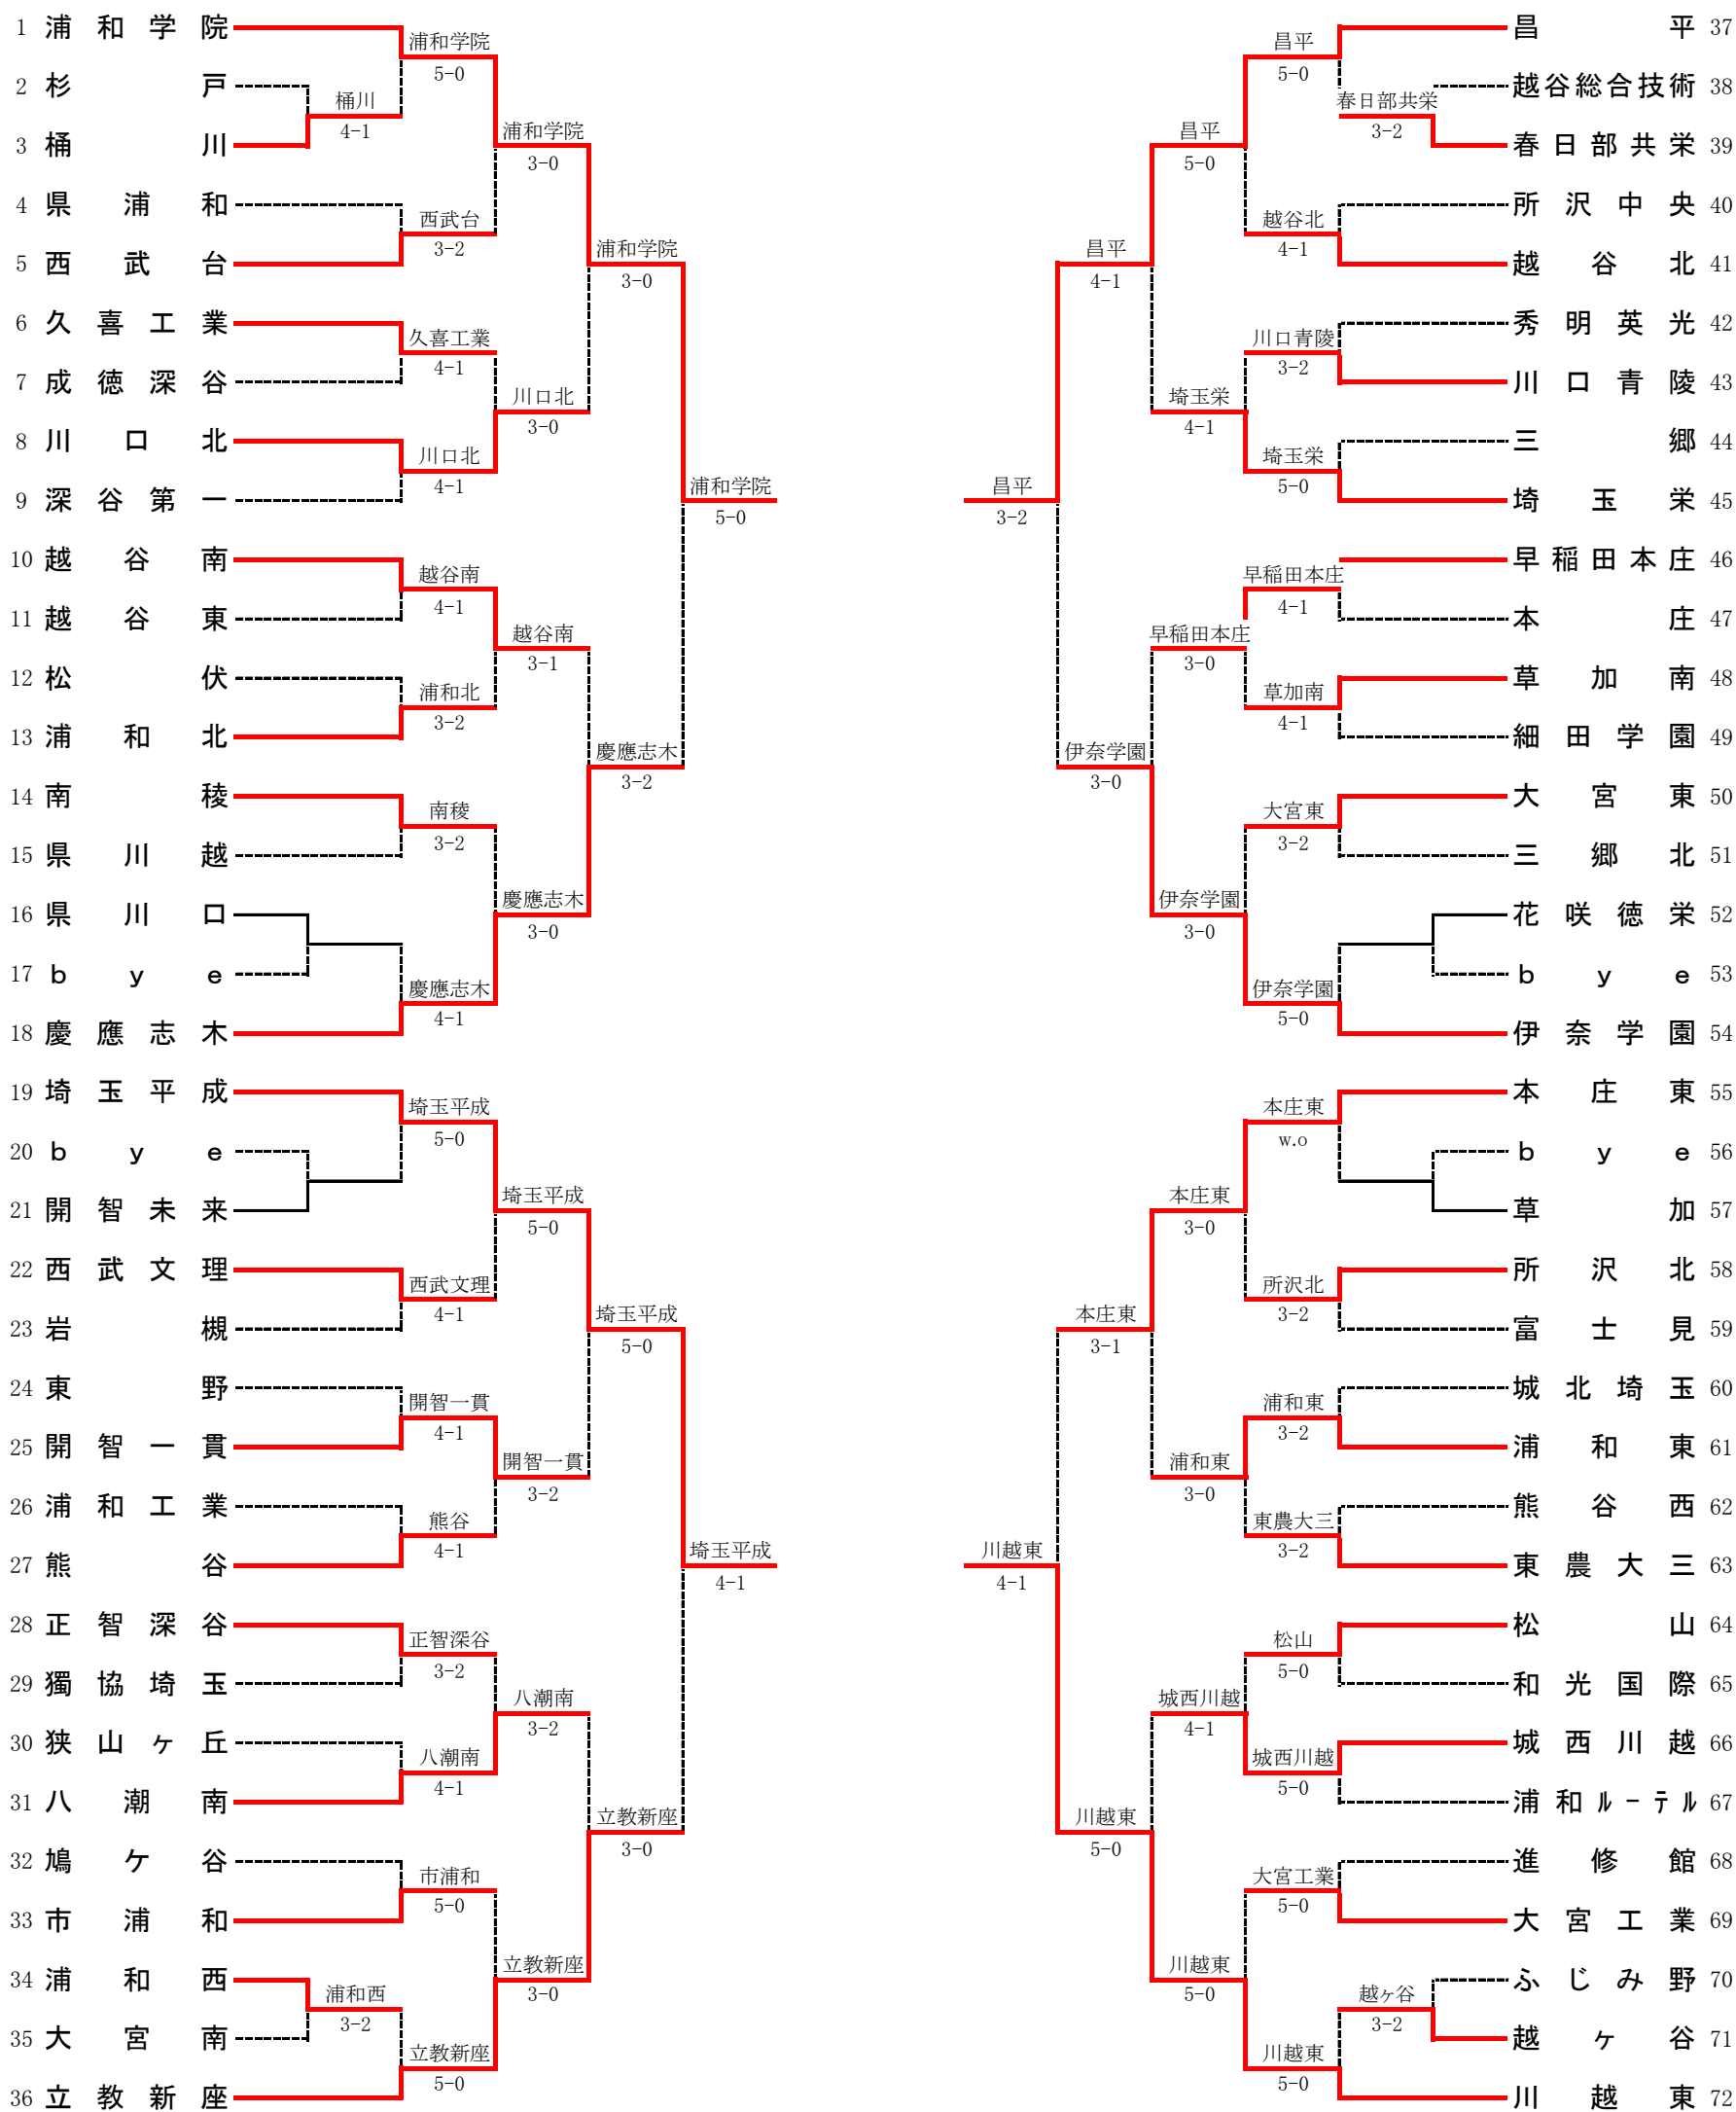 1 浦和学院
2 杉戸
3 桶川
4 県浦和
5 西武台
6 久喜工業
7 成徳深谷
8 川口北
9 深谷第一
10 越谷南
11 越谷東
12 松伏
13 浦和北
14 南稜
15 県川越
16 県川口
17 ｂｙｅ
18 慶應志木
19 埼玉平成
20 ｂｙｅ
21 開智未来
22 西武文理
23 岩槻
24 東野
25 開智一貫
26 浦和工業
27 熊谷
28 正智深谷
29 獨協埼玉
30 狭山ヶ丘
31 八潮南
32 鳩ケ谷
33 市浦和
34 浦和西
35 大宮南
36 立教新座
桶川
4-1
浦和西
3-2
浦和学院
5-0
西武台
3-2
久喜工業
4-1
川口北
4-1
越谷南
4-1
浦和北
3-2
南稜
3-2
慶應志木
4-1
埼玉平成
5-0
西武文理
4-1
開智一貫
4-1
熊谷
4-1
正智深谷
3-2
八潮南
4-1
市浦和
5-0
立教新座
5-0
浦和学院
3-0
川口北
3-0
越谷南
3-1
慶應志木
3-0
埼玉平成
5-0
開智一貫
3-2
八潮南
3-2
立教新座
3-0
浦和学院
3-0
慶應志木
3-2
埼玉平成
5-0
立教新座
3-0
浦和学院
5-0
埼玉平成
4-1
昌平
3-2
川越東
4-1
昌平
4-1
伊奈学園
3-0
本庄東
3-1
川越東
5-0
昌平
5-0
埼玉栄
4-1
早稲田本庄
3-0
伊奈学園
3-0
本庄東
3-0
浦和東
3-0
城西川越
4-1
川越東
5-0
昌平
5-0
越谷北
4-1
川口青陵
3-2
埼玉栄
5-0
早稲田本庄
4-1
草加南
4-1
大宮東
3-2
伊奈学園
5-0
本庄東
w.o
所沢北
3-2
浦和東
3-2
東農大三
3-2
松山
5-0
城西川越
5-0
大宮工業
5-0
川越東
5-0
春日部共栄
3-2
越ヶ谷
3-2
昌平 37
越谷総合技術 38
春日部共栄 39
所沢中央 40
越谷北 41
秀明英光 42
川口青陵 43
三郷 44
埼玉栄 45
早稲田本庄 46
本庄 47
草加南 48
細田学園 49
大宮東 50
三郷北 51
花咲徳栄 52
ｂｙｅ 53
伊奈学園 54
本庄東 55
ｂｙｅ 56
草加 57
所沢北 58
富士見 59
城北埼玉 60
浦和東 61
熊谷西 62
東農大三 63
松山 64
和光国際 65
城西川越 66
浦和ﾙｰﾃﾙ 67
進修館 68
大宮工業 69
ふじみ野 70
越ヶ谷 71
川越東 72